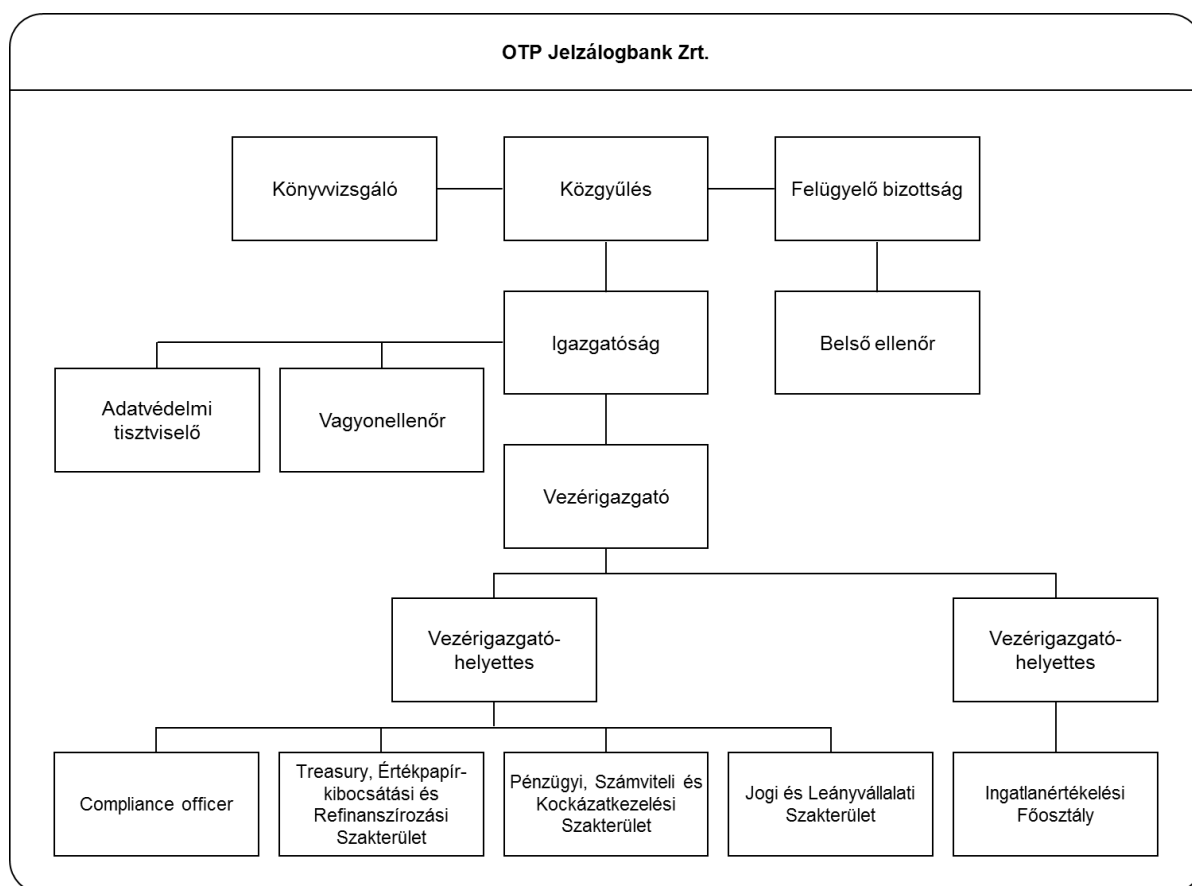 OTP Jelzálogbank Zrt.
Könyvvizsgáló
Közgyűlés
Felügyelő bizottság
Igazgatóság
Belső ellenőr
Adatvédelmi
tisztviselő
Vagyonellenőr
Vezérigazgató
Vezérigazgató-
helyettes
Vezérigazgató-
helyettes
Compliance officer
Treasury, Értékpapír-
kibocsátási és
Refinanszírozási
Szakterület
Pénzügyi, Számviteli és
Kockázatkezelési
Szakterület
Jogi és Leányvállalati
Szakterület
Ingatlanértékelési
Főosztály